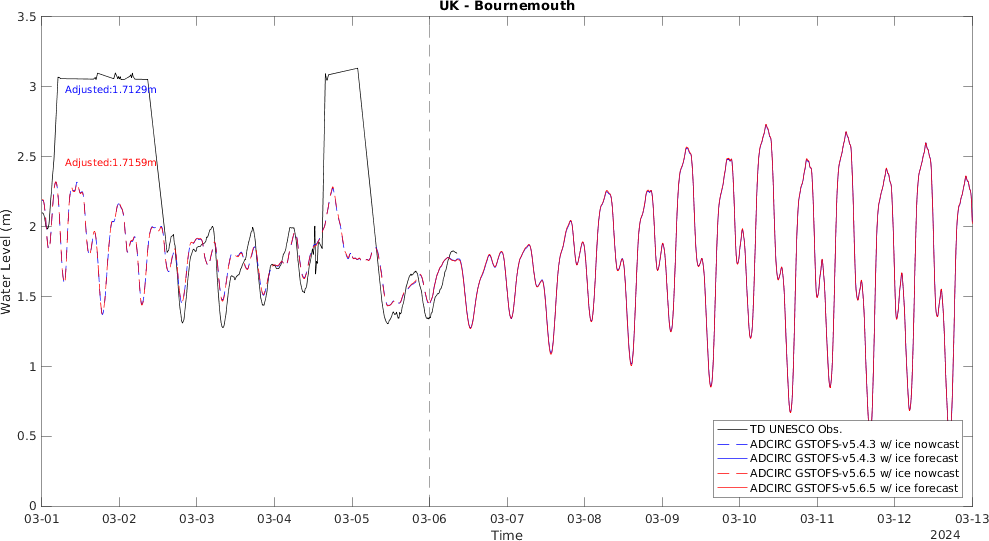 UK - Bournemouth
3.5
3
2.5
2
1.5
1
0.5
0
Water Level (m)
Adjusted:1.7129m
Adjusted:1.7159m
TD UNESCO Obs.
ADCIRC GSTOFS-v5.4.3 w/ ice nowcast
ADCIRC GSTOFS-v5.4.3 w/ ice forecast
ADCIRC GSTOFS-v5.6.5 w/ ice nowcast
ADCIRC GSTOFS-v5.6.5 w/ ice forecast
03-01 03-02 03-03 03-04 03-05 03-06 03-07 03-08 03-09 03-10 03-11 03-12 03-13
Time
2024